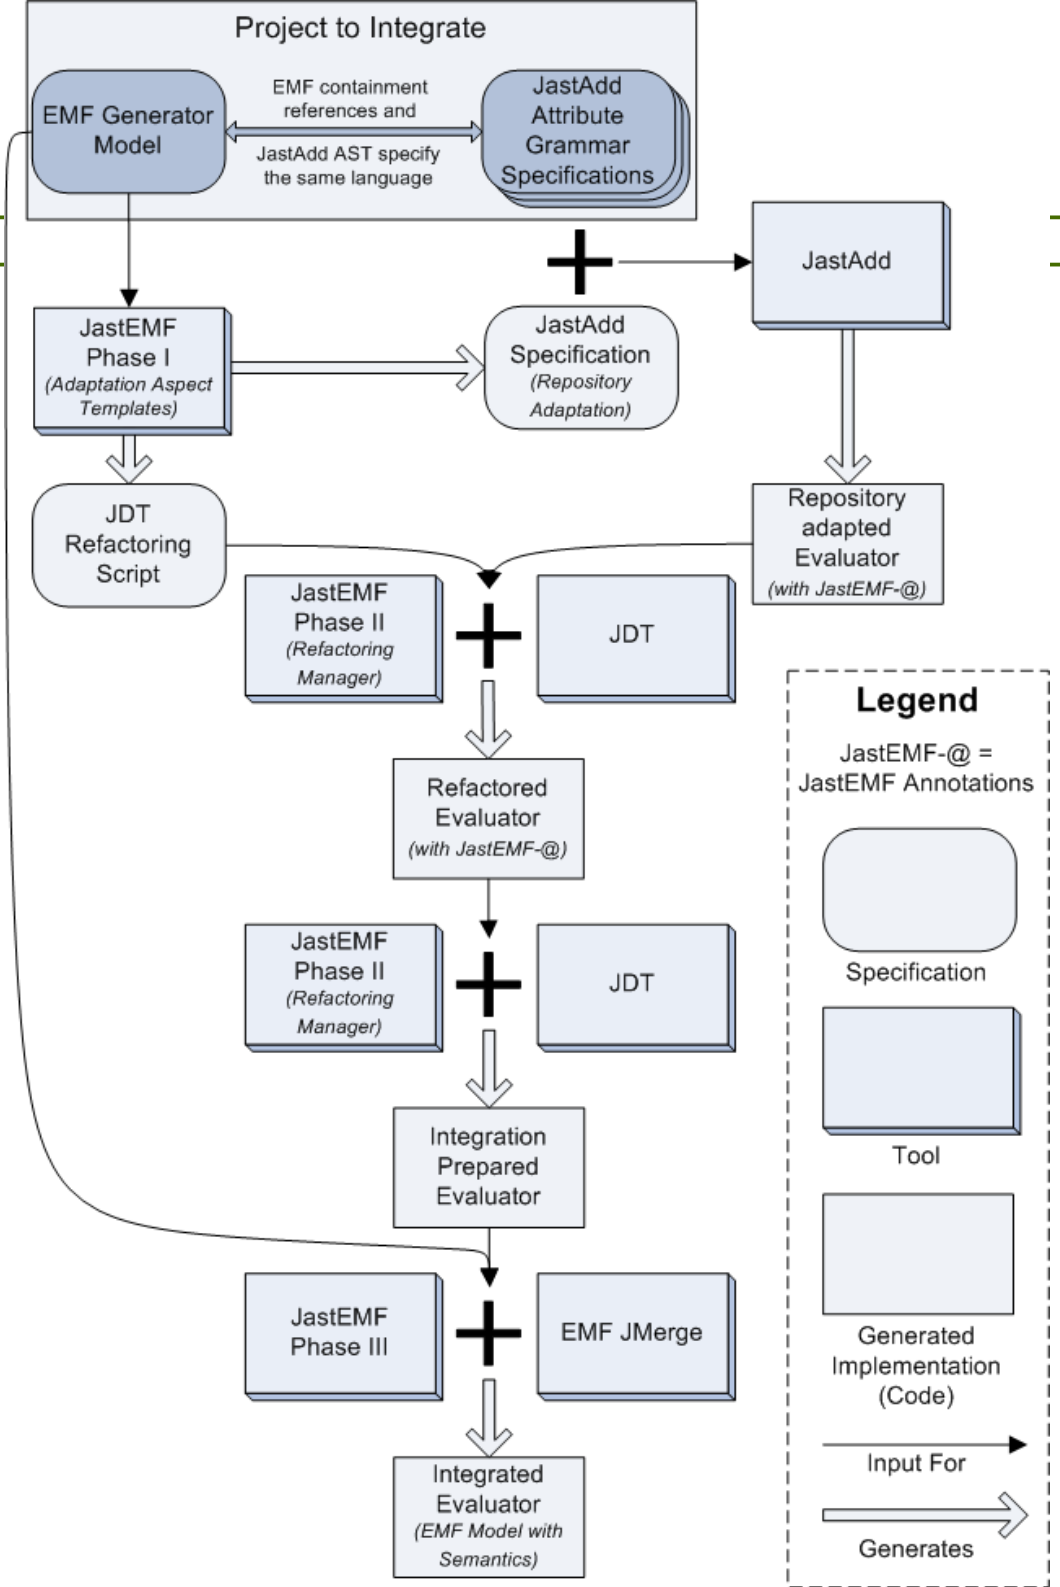 Project to Integrate
EMF Generator
Model
EMF containment
references and
JastAdd AST specify
the same language
JastAdd
Attribute
Grammar
Specifications
JastAdd
JastEMF
Phase I
(Adaptation Aspect
Templates)
JastAdd
Specification
(Repository
Adaptation)
JDT
Refactoring
Script
Repository
adapted
Evaluator
(with JastEMF-@)
JastEMF
Phase II
(Refactoring
Manager)
JDT
Refactored
Evaluator
(with JastEMF-@)
JastEMF
Phase II
(Refactoring
Manager)
JDT
Integration
Prepared
Evaluator
JastEMF
Phase III
EMF JMerge
Integrated
Evaluator
(EMF Model with
Semantics)
Legend
JastEMF-@ =
JastEMF Annotations
Specification
Tool
Generated
Implementation
(Code)
Input For
Generates